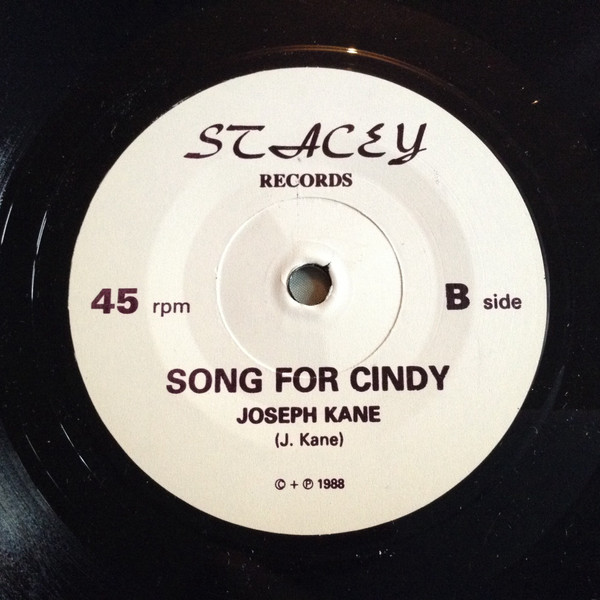 STACEY
RECORDS
45 rpm
B side
SONG FOR CINDY
JOSEPH KANE
(J. Kane)
© + ℗ 1988